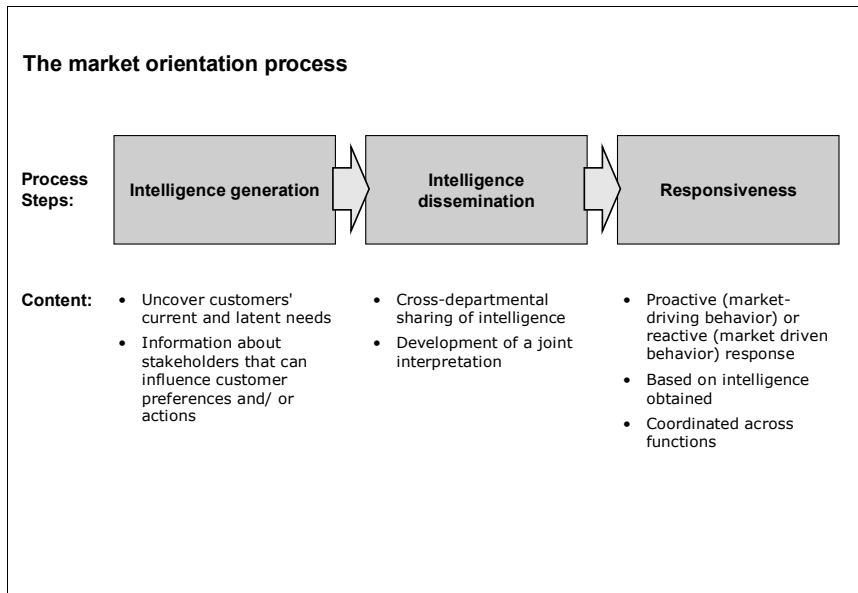 The market orientation process
Process
Steps:
Intelligence generation
Intelligence
dissemination
Responsiveness
Content:
• Uncover customers'
current and latent needs
• Information about
stakeholders that can
influence customer
preferences and/ or
actions
• Cross-departmental
sharing of intelligence
• Development of a joint
interpretation
• Proactive (market-
driving behavior) or
reactive (market driven
behavior) response
• Based on intelligence
obtained
• Coordinated across
functions